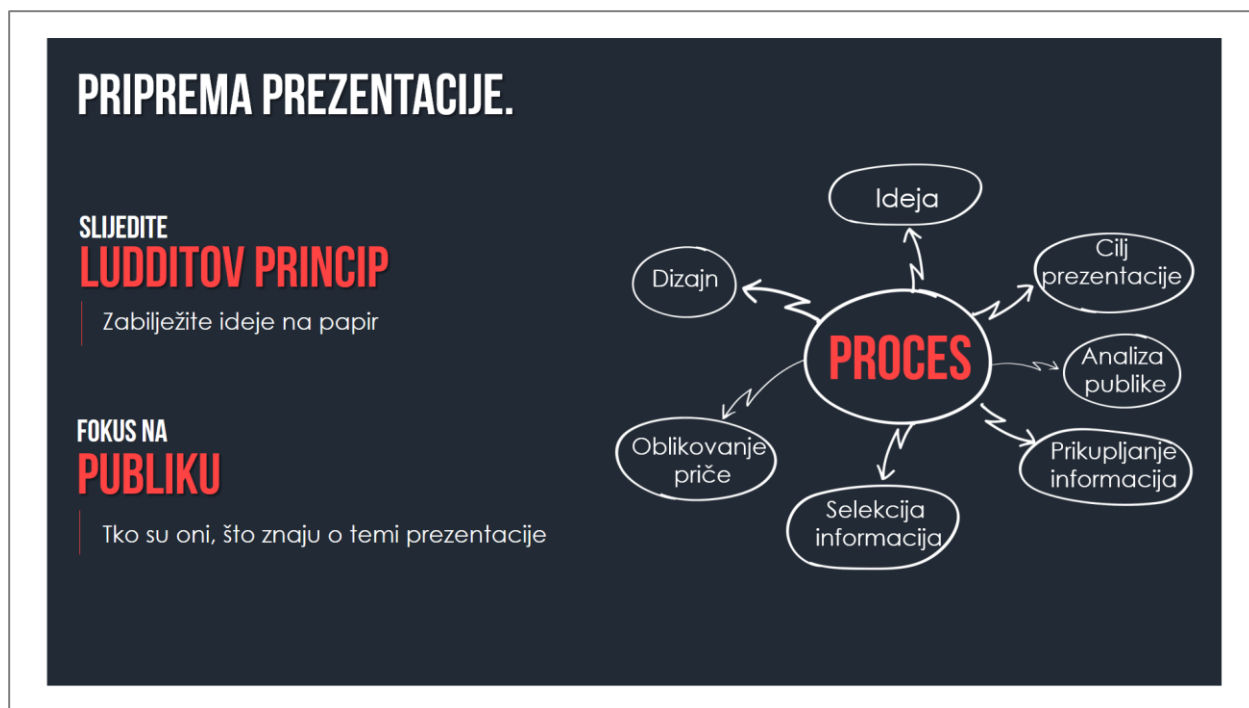 PRIPREMA PREZENTACIJE.
SLIJEDITE
LUDDITOV PRINCIP
Zabilježite ideje na papir
FOKUS NA
PUBLIKU
Tko su oni, što znaju o temi prezentacije
PROCES
Ideja
Cilj
prezentacije
Analiza
publike
Prikupljanje
informacija
Selekcija
informacija
Oblikovanje
priče
Dizajn